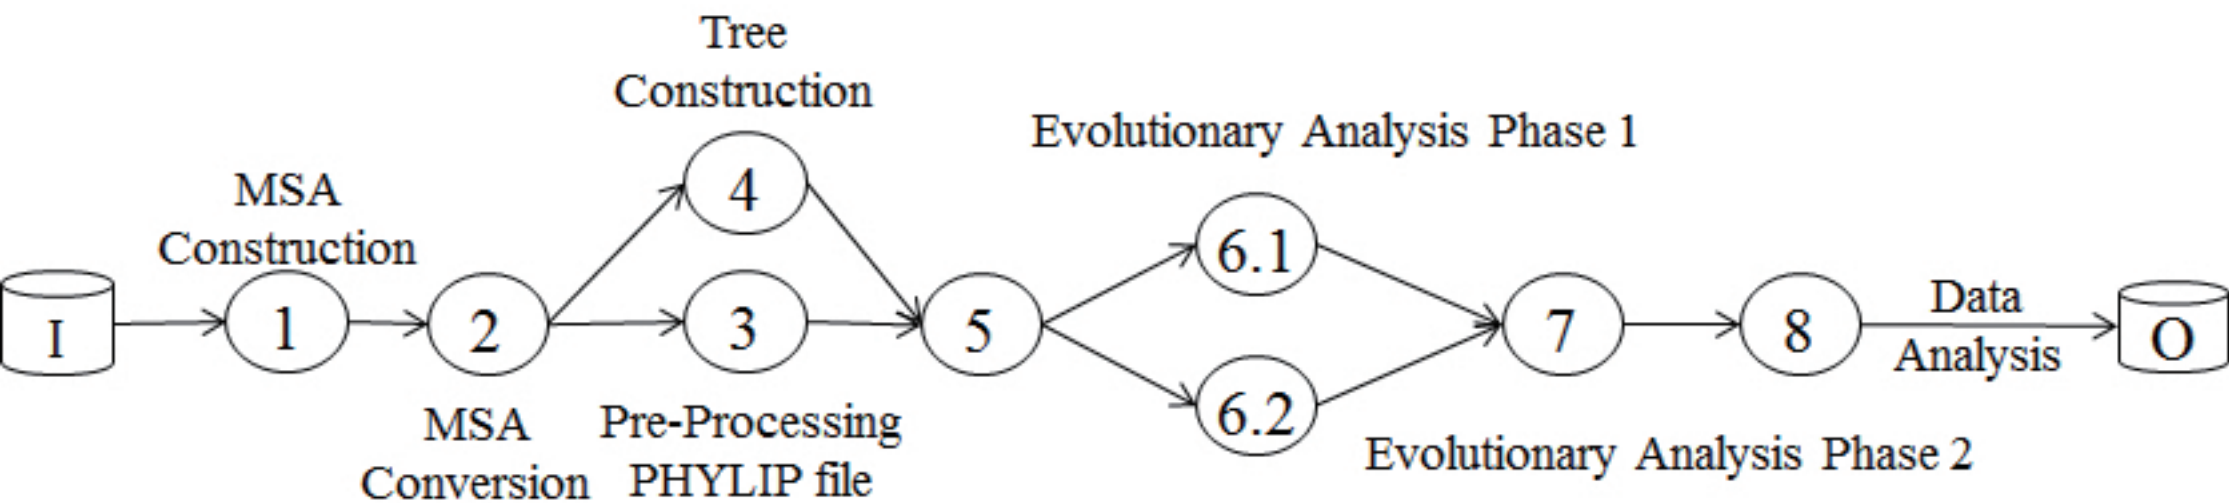 Tree
Construction
Evolutionary Analysis Phase 1
MSA
Construction
4
6.1
I
1
2
3
5
7
8
Data
Analysis
O
6.2
MSA
Conversion
Pre-Processing
PHYLIP file
Evolutionary Analysis Phase 2